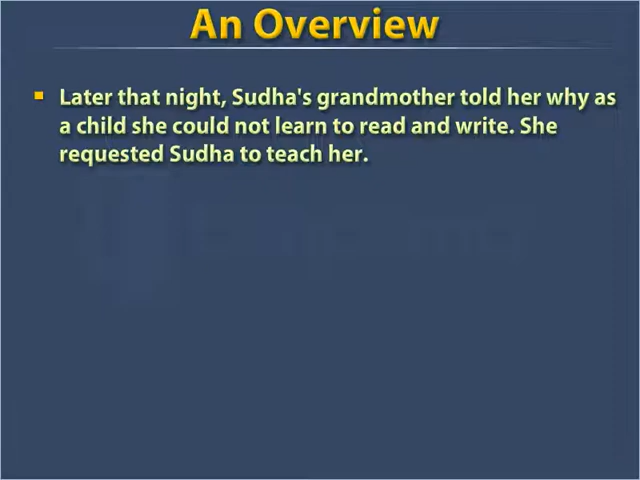 An Overview
Later that night, Sudha's grandmother told her why as
a child she could not learn to read and write. She
requested Sudha to teach her.